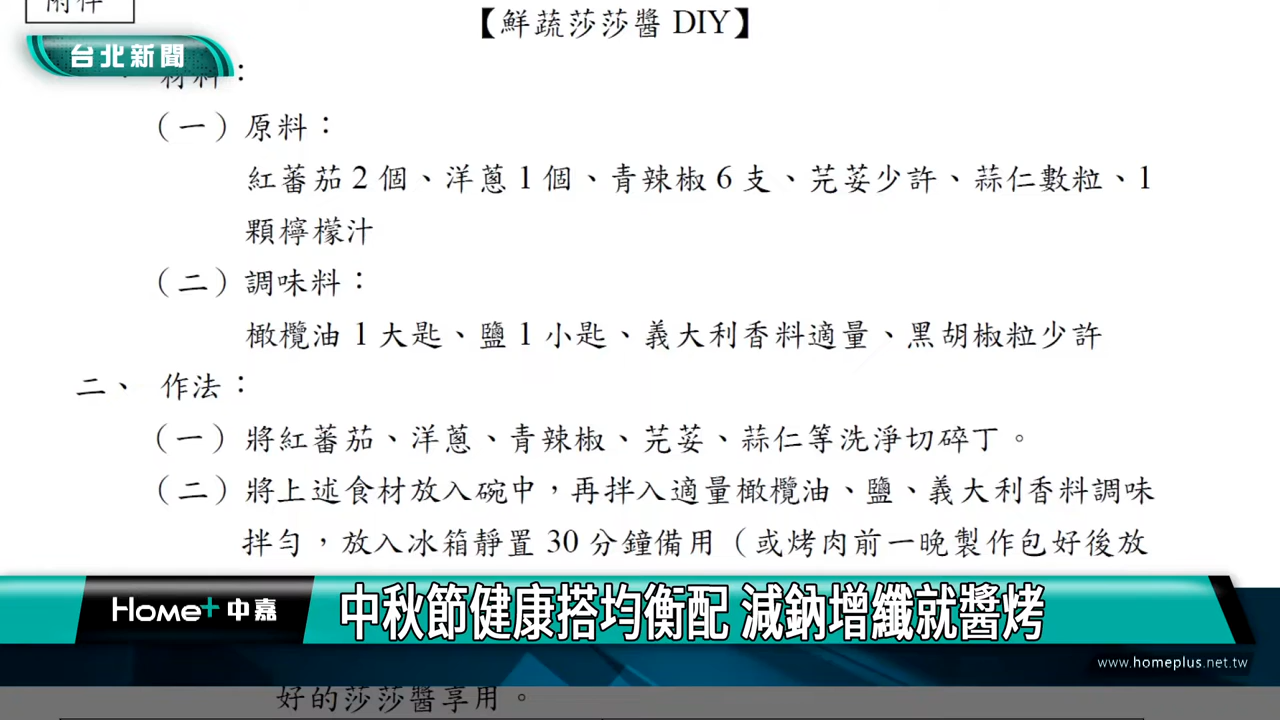 附件
【鮮蔬莎莎醬 DIY】
台北新聞
材料：
（一）原料：
紅蕃茄 2 個、洋蔥 1 個、青辣椒 6 支、芫荽少許、蒜仁數粒、1
顆檸檬汁
（二）調味料：
橄欖油 1 大匙、鹽 1 小匙、義大利香料適量、黑胡椒粒少許
二、 作法：
（一）將紅蕃茄、洋蔥、青辣椒、芫荽、蒜仁等洗淨切碎丁。
（二）將上述食材放入碗中，再拌入適量橄欖油、鹽、義大利香料調味
拌勻，放入冰箱靜置 30 分鐘備用（或烤肉前一晚製作包好後放
Home+中嘉
中秋節健康搭均衡配 減鈉增纖就醬烤
www.homeplus.net.tw
好的莎莎醬享用。